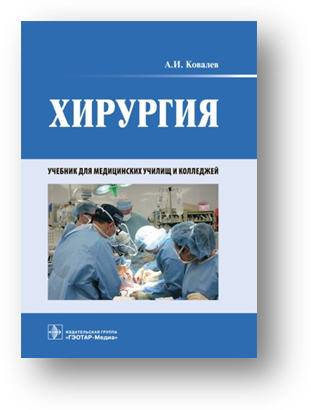 А.И. Ковалев
ХИРУРГИЯ
УЧЕБНИК ДЛЯ МЕДИЦИНСКИХ УЧИЛИЩ И КОЛЛЕДЖЕЙ
ИЗДАТЕЛЬСКАЯ ГРУППА
«ГЭОТАР-Медиа»